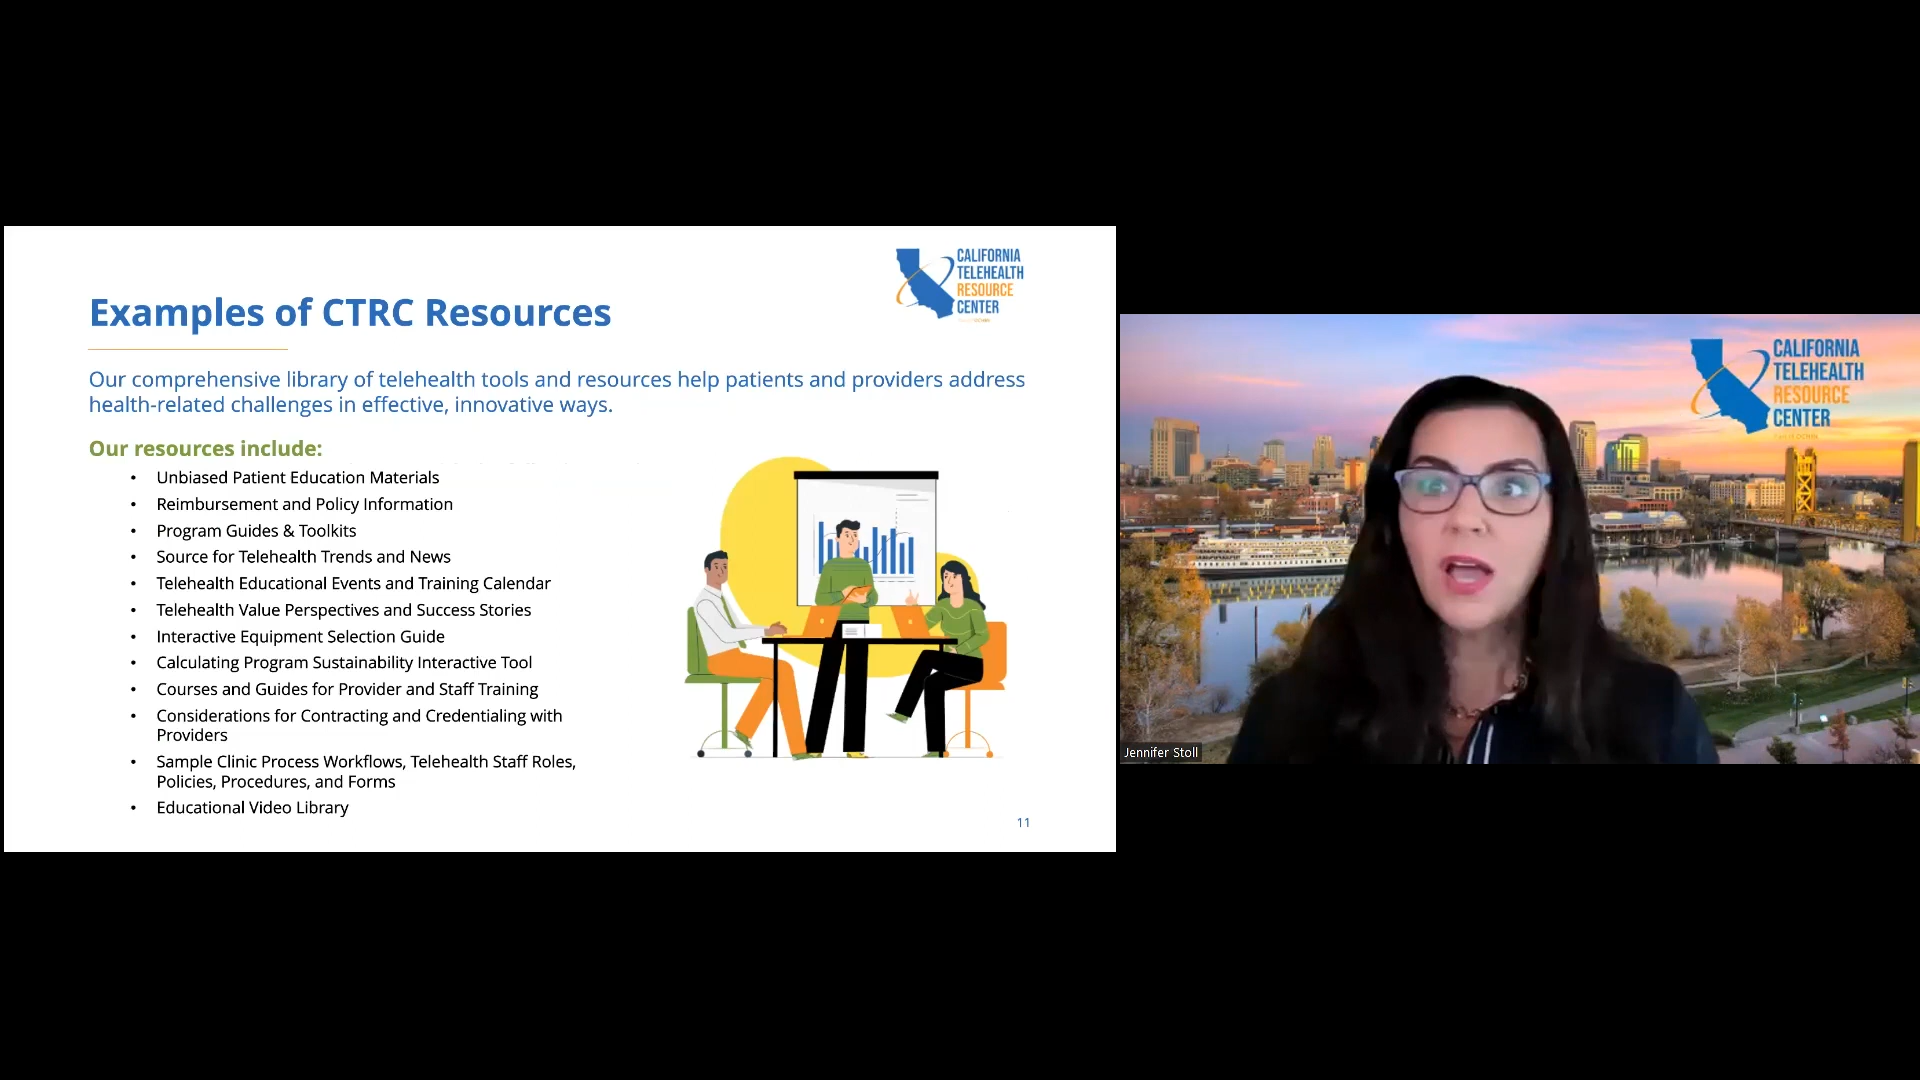 CALIFORNIA
TELEHEALTH
RESOURCE
CENTER
Examples of CTRC Resources
Our comprehensive library of telehealth tools and resources help patients and providers address
health-related challenges in effective, innovative ways.
Our resources include:
• Unbiased Patient Education Materials
• Reimbursement and Policy Information
• Program Guides & Toolkits
• Source for Telehealth Trends and News
• Telehealth Educational Events and Training Calendar
• Telehealth Value Perspectives and Success Stories
• Interactive Equipment Selection Guide
• Calculating Program Sustainability Interactive Tool
• Courses and Guides for Provider and Staff Training
• Considerations for Contracting and Credentialing with
Providers
• Sample Clinic Process Workflows, Telehealth Staff Roles,
Policies, Procedures, and Forms
• Educational Video Library
11
CALIFORNIA
TELEHEALTH
RESOURCE
CENTER
Jennifer Stoll